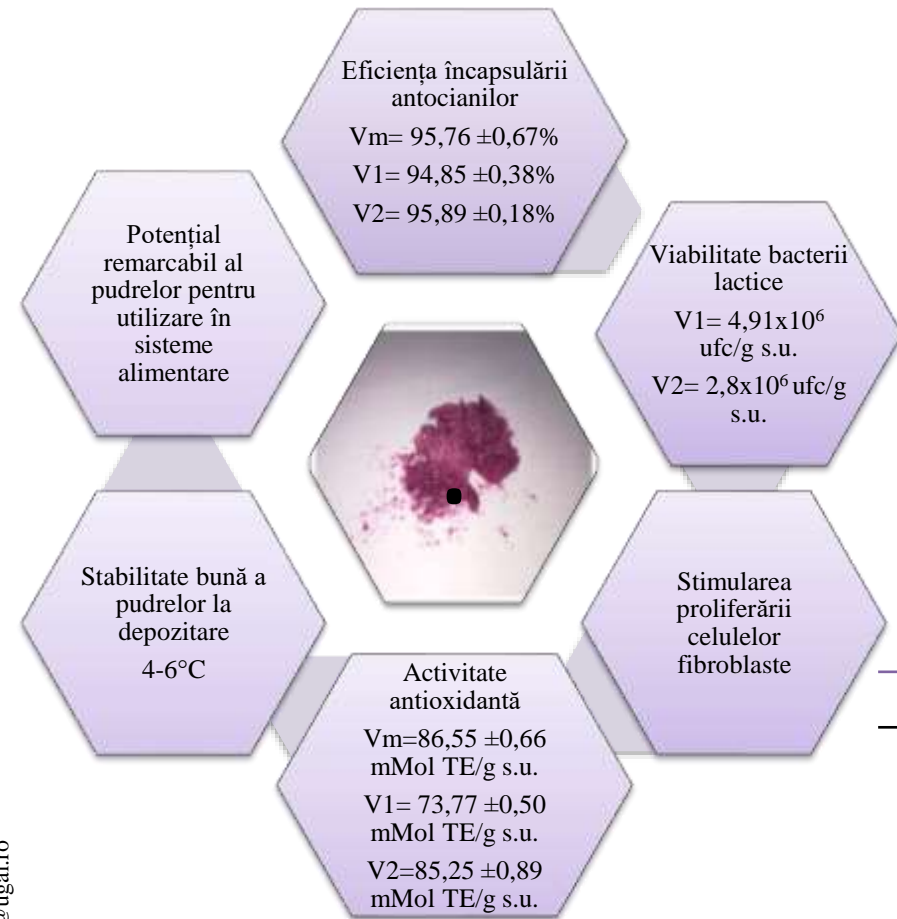 Eficiența încapsulării
antocianilor
Vm= 95,76 ±0,67%
V1= 94,85 ±0,38%
V2= 95,89 ±0,18%
Viabilitate bacterii
lactice
V1= 4,91x10⁶
ufc/g s.u.
V2= 2,8x10⁶ ufc/g
s.u.
Stimularea
proliferării
celulelor
fibroblaste
Activitate
antioxidantă
Vm=86,55 ±0,66
mMol TE/g s.u.
V1= 73,77 ±0,50
mMol TE/g s.u.
V2=85,25 ±0,89
mMol TE/g s.u.
Stabilitate bună a
pudrelor la
depozitare
4-6°C
Potențial
remarcabil al
pudrelor pentru
utilizare în
sisteme
alimentare
@ugal.ro